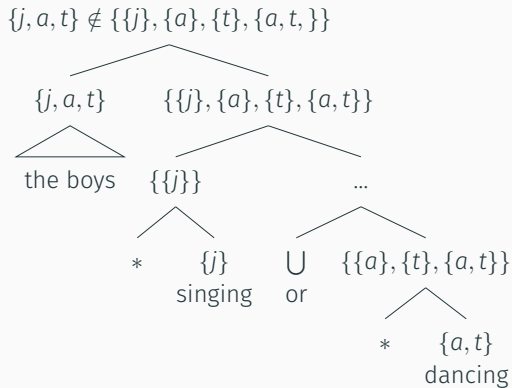 {j, a, t} ∉ {{j}, {a}, {t}, {a, t, }}
{j, a, t} {{j}, {a}, {t}, {a, t}}
the boys {{j}} ...
* {j} ⋃ {{a}, {t}, {a, t}}
singing or
* {a, t}
dancing